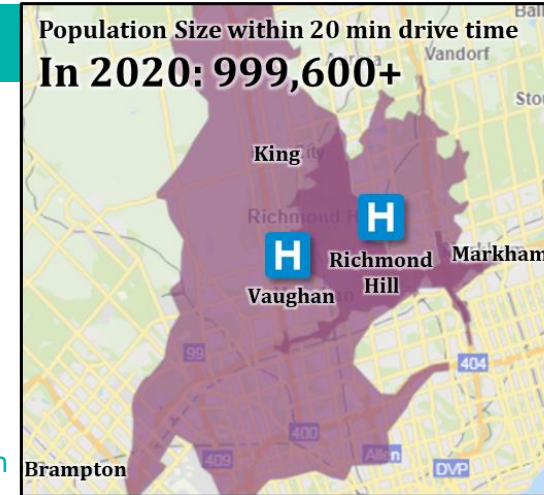 Population Size within 20 min drive time
In 2020: 999,600+
Vandorf
King
H
Richmond
H
Richmond
Hill
Markham
Vaughan
99
404
400
409
Allen
DVP
Brampton